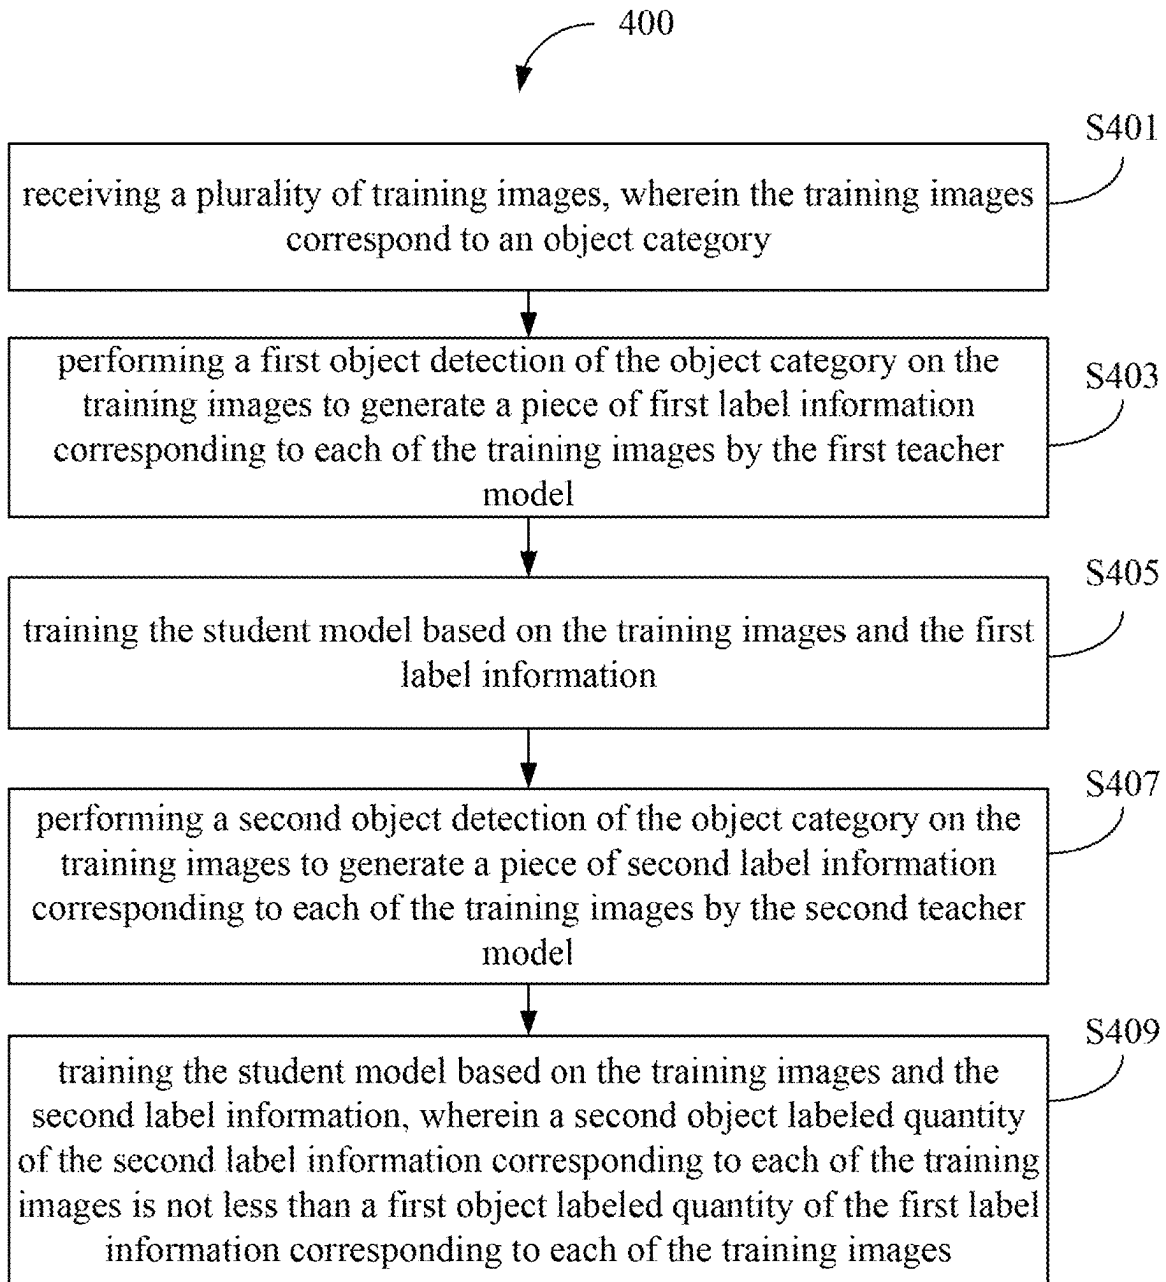 400
S401
receiving a plurality of training images, wherein the training images
correspond to an object category
S403
performing a first object detection of the object category on the
training images to generate a piece of first label information
corresponding to each of the training images by the first teacher
model
S405
training the student model based on the training images and the first
label information
S407
performing a second object detection of the object category on the
training images to generate a piece of second label information
corresponding to each of the training images by the second teacher
model
S409
training the student model based on the training images and the
second label information, wherein a second object labeled quantity
of the second label information corresponding to each of the training
images is not less than a first object labeled quantity of the first label
information corresponding to each of the training images